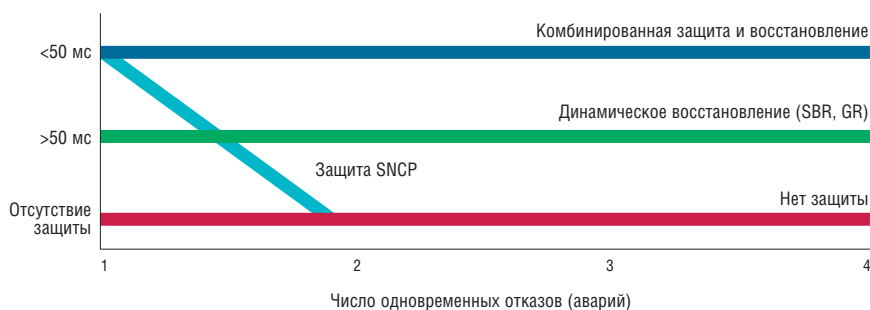 Комбинированная защита и восстановление
<50 мс
Динамическое восстановление (SBR, GR)
>50 мс
Защита SNCP
Нет защиты
Отсутствие
защиты
1
2
3
4
Число одновременных отказов (аварий)